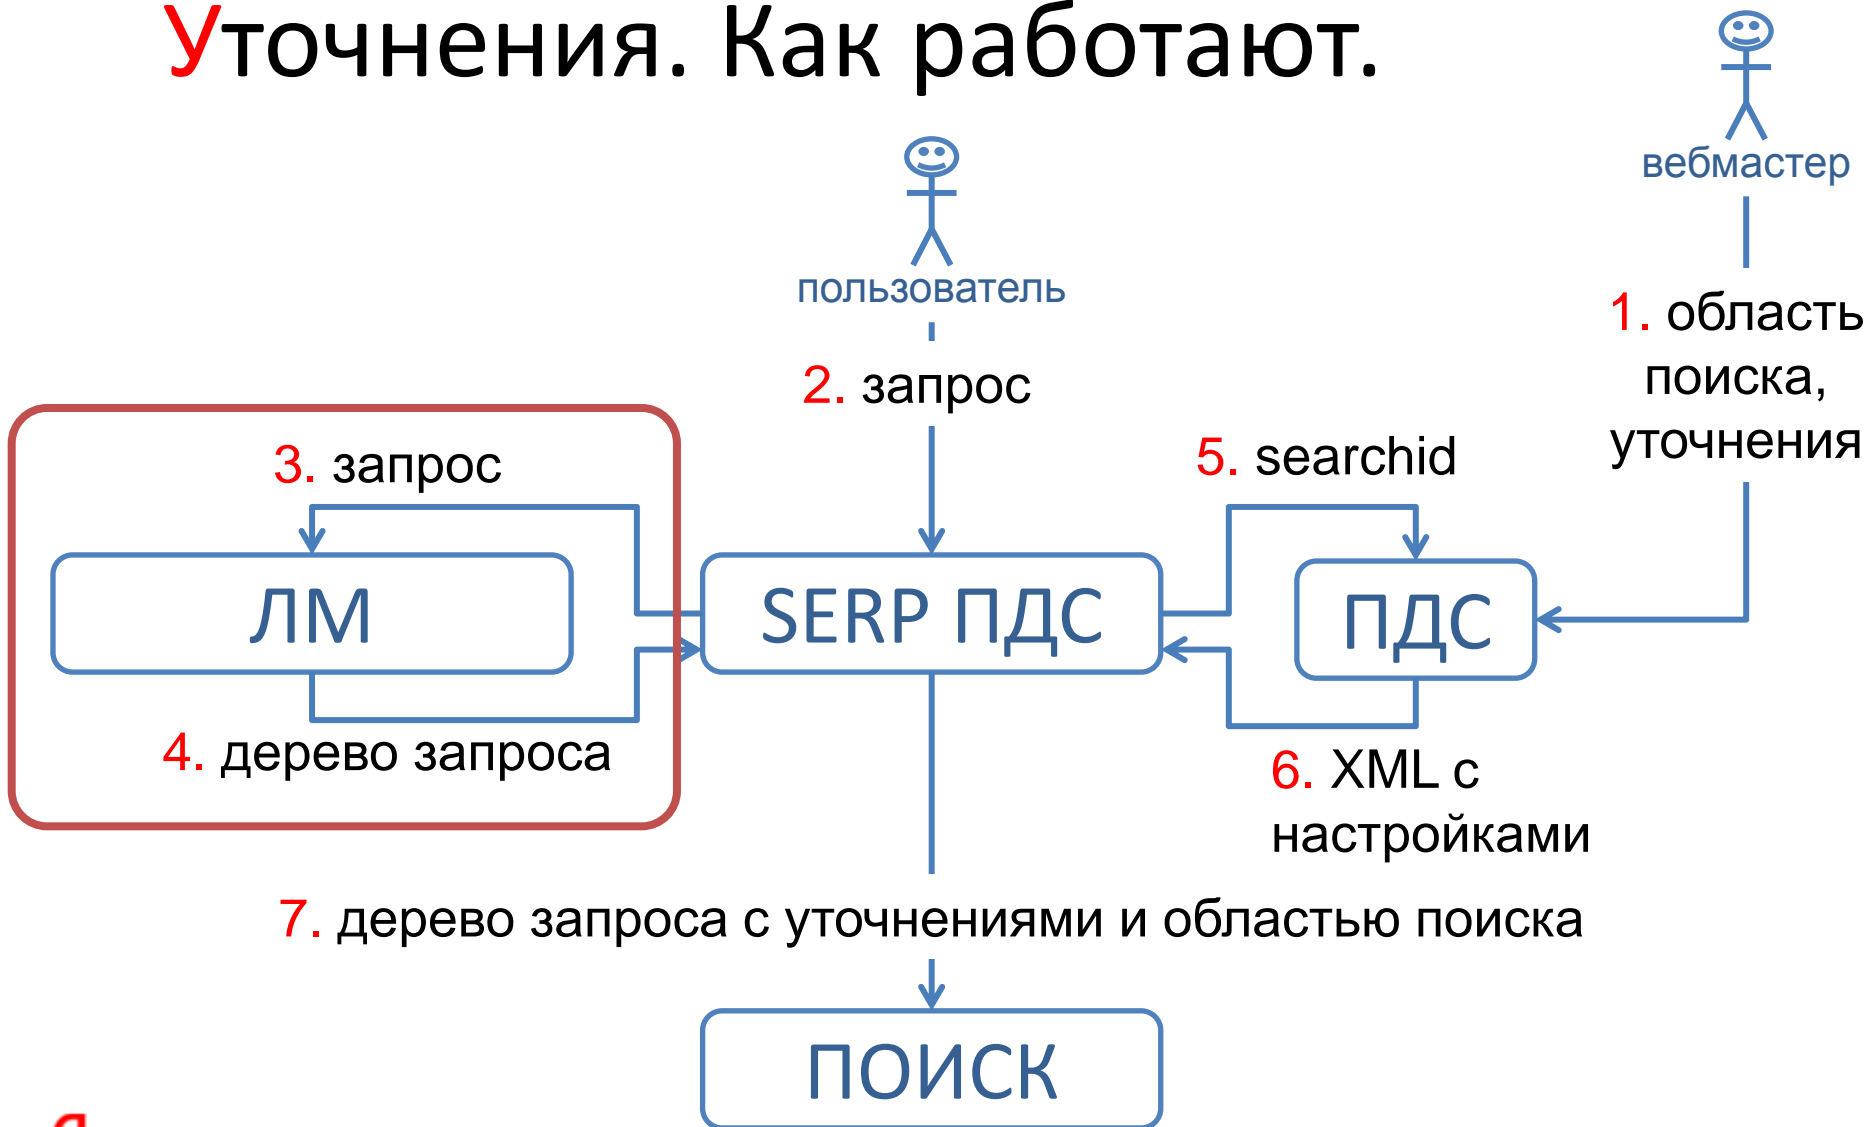 Уточнения. Как работают.
вебмастер
пользователь
1. область
поиска,
уточнения
2. запрос
3. запрос
5. searchid
ЛМ
SERP ПДС
ПДС
4. дерево запроса
6. XML с
настройками
7. дерево запроса с уточнениями и областью поиска
ПОИСК